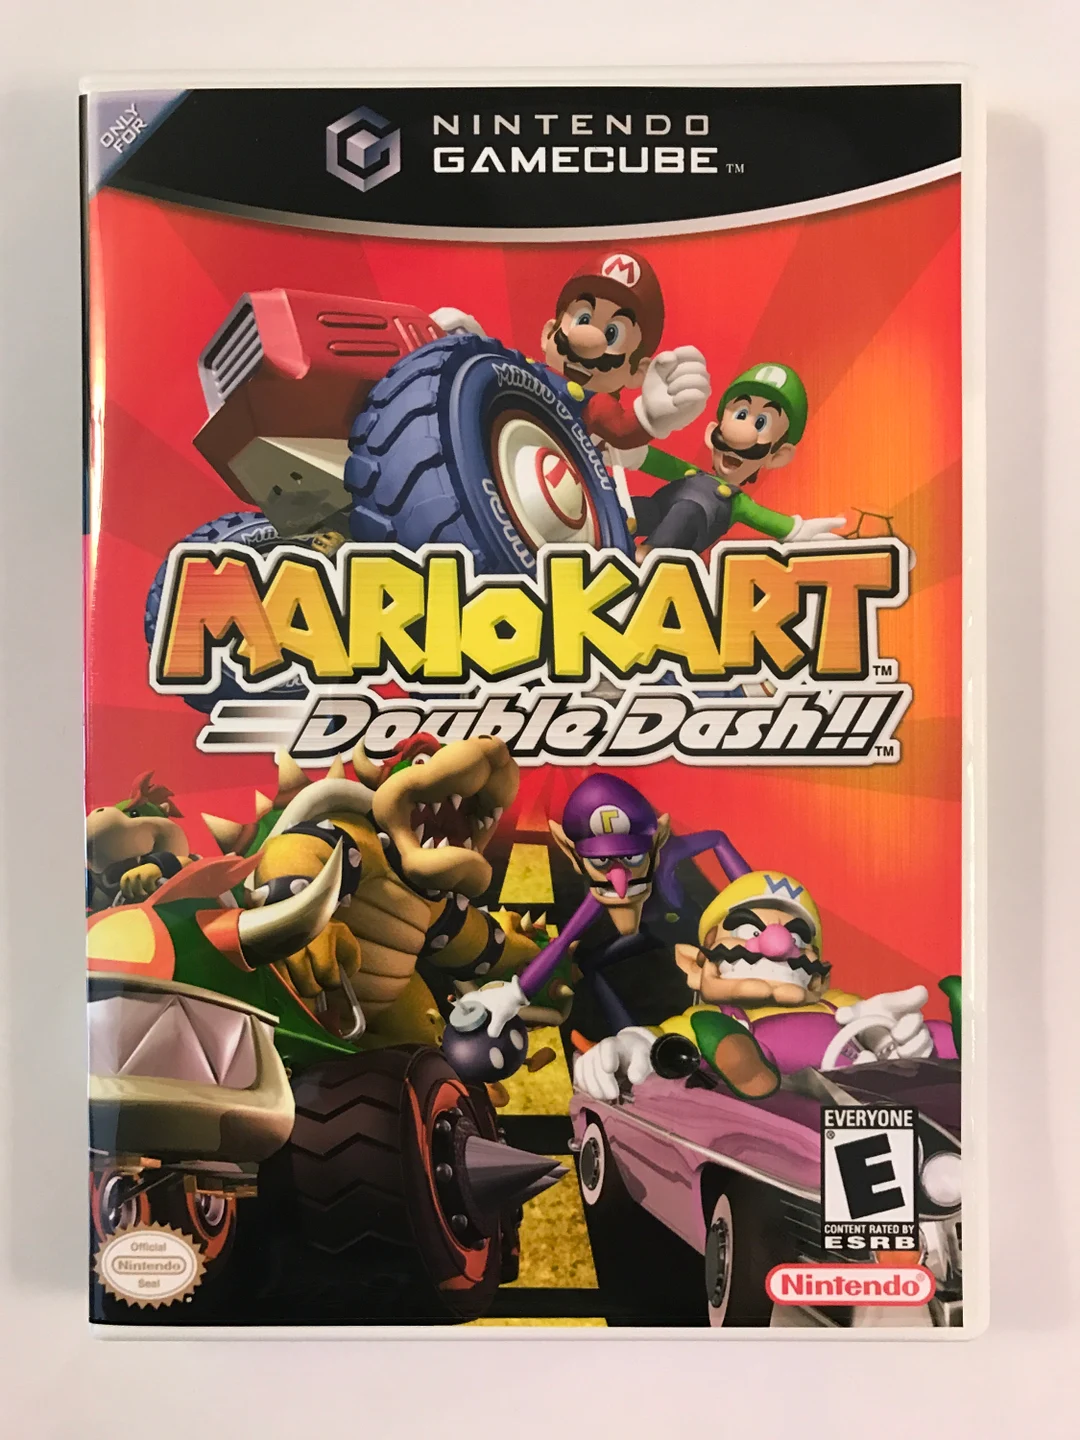 ONLY
FOR
NINTENDO
GAMECUBE™
MARIO KART™
Double Dash!!™
EVERYONE
E
®
CONTENT RATED BY
ESRB
Official
Nintendo
Seal
Nintendo®
M
L
W